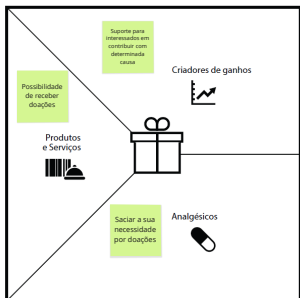 Suporte para
interessados em
contribuir com
determinada
causa
Criadores de ganhos
Possibilidade
de receber
doações
Produtos
e Serviços
Saciar a sua
necessidade
por doações
Analgésicos